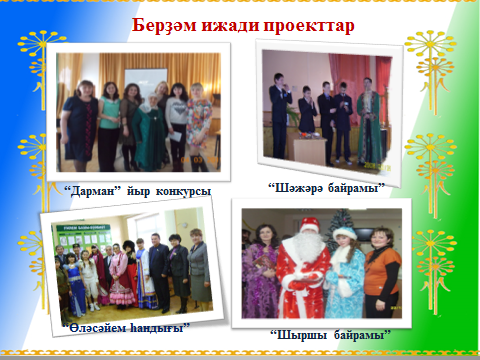 Берҙәм ижади проекттар
“Дарман” йыр конкурсы
“Шәжәрә байрамы”
“Өләсәйем һандығы”
“Шыршы байрамы”